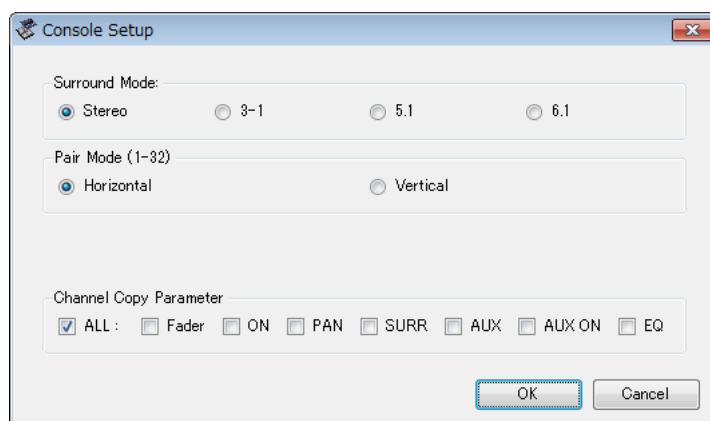 Console Setup
Surround Mode:
Stereo 3-1 5.1 6.1
Pair Mode (1-32)
Horizontal Vertical
Channel Copy Parameter
ALL : Fader ON PAN SURR AUX AUX ON EQ
OK Cancel